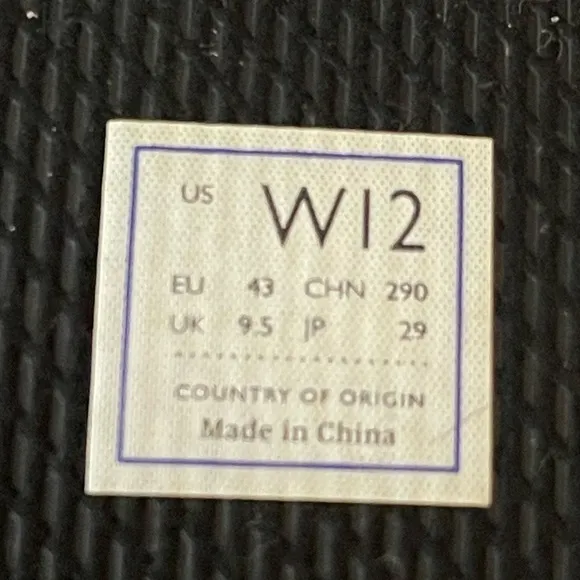 US W12
EU 43 CHN 290
UK 9.5 JP 29
COUNTRY OF ORIGIN
Made in China